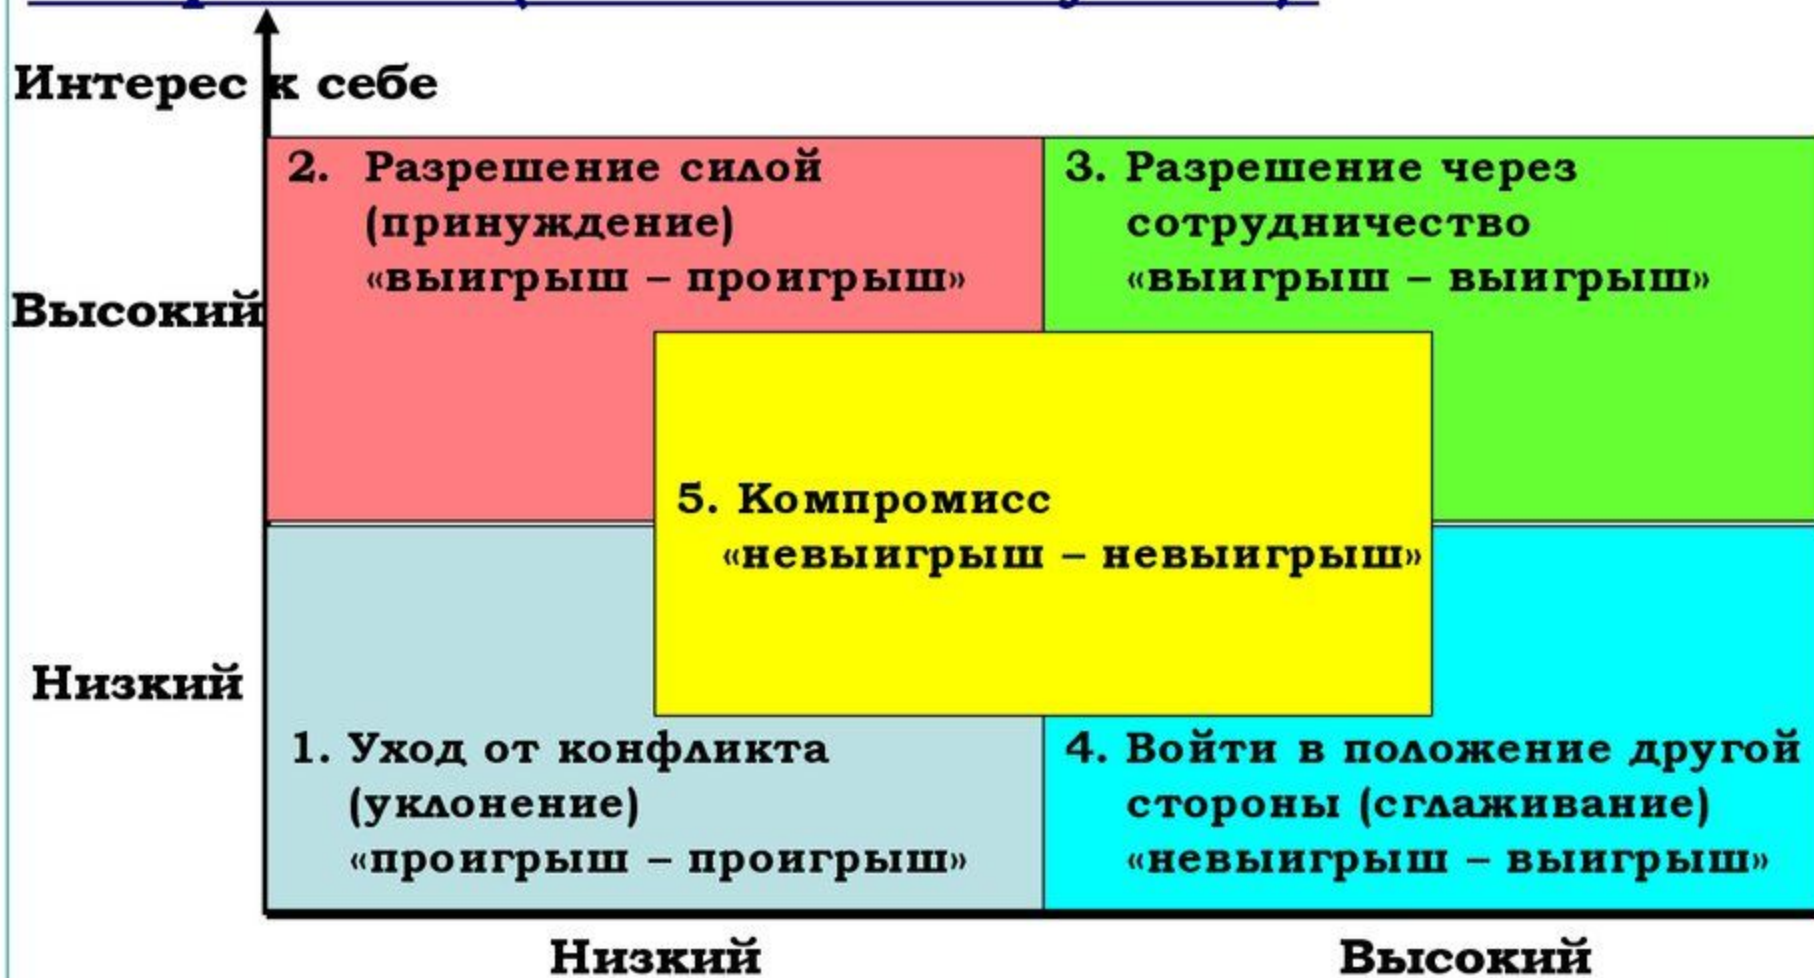 Интерес к себе
2. Разрешение силой
(принуждение)
«выигрыш – проигрыш»
3. Разрешение через
сотрудничество
«выигрыш – выигрыш»
Высокий
5. Компромисс
«невыигрыш – невыигрыш»
Низкий
1. Уход от конфликта
(уклонение)
«проигрыш – проигрыш»
4. Войти в положение другой
стороны (сглаживание)
«невыигрыш – выигрыш»
Низкий
Высокий